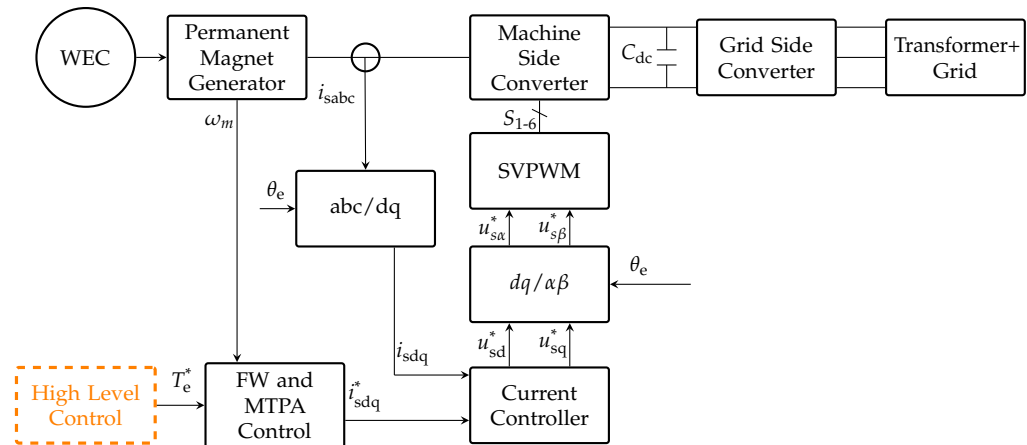 WEC
Permanent
Magnet
Generator
Machine
Side
Converter
C_dc
Grid Side
Converter
Transformer+
Grid
i_sabc
ω_m
S_1-6
SVPWM
θ_e
abc/dq
u*_sα
u*_sβ
dq/αβ
θ_e
i_sdq
u*_sd
u*_sq
High Level
Control
T*_e
FW and
MTPA
Control
i*_sdq
Current
Controller